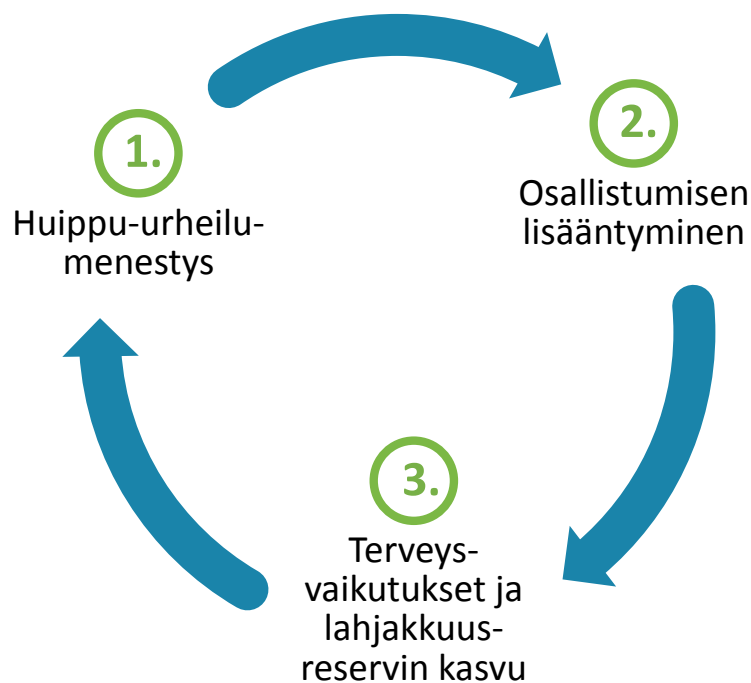 1.
Huippu-urheilu-
menestys
2.
Osallistumisen
lisääntyminen
3.
Terveys-
vaikutukset ja
lahjakkuus-
reservin kasvu